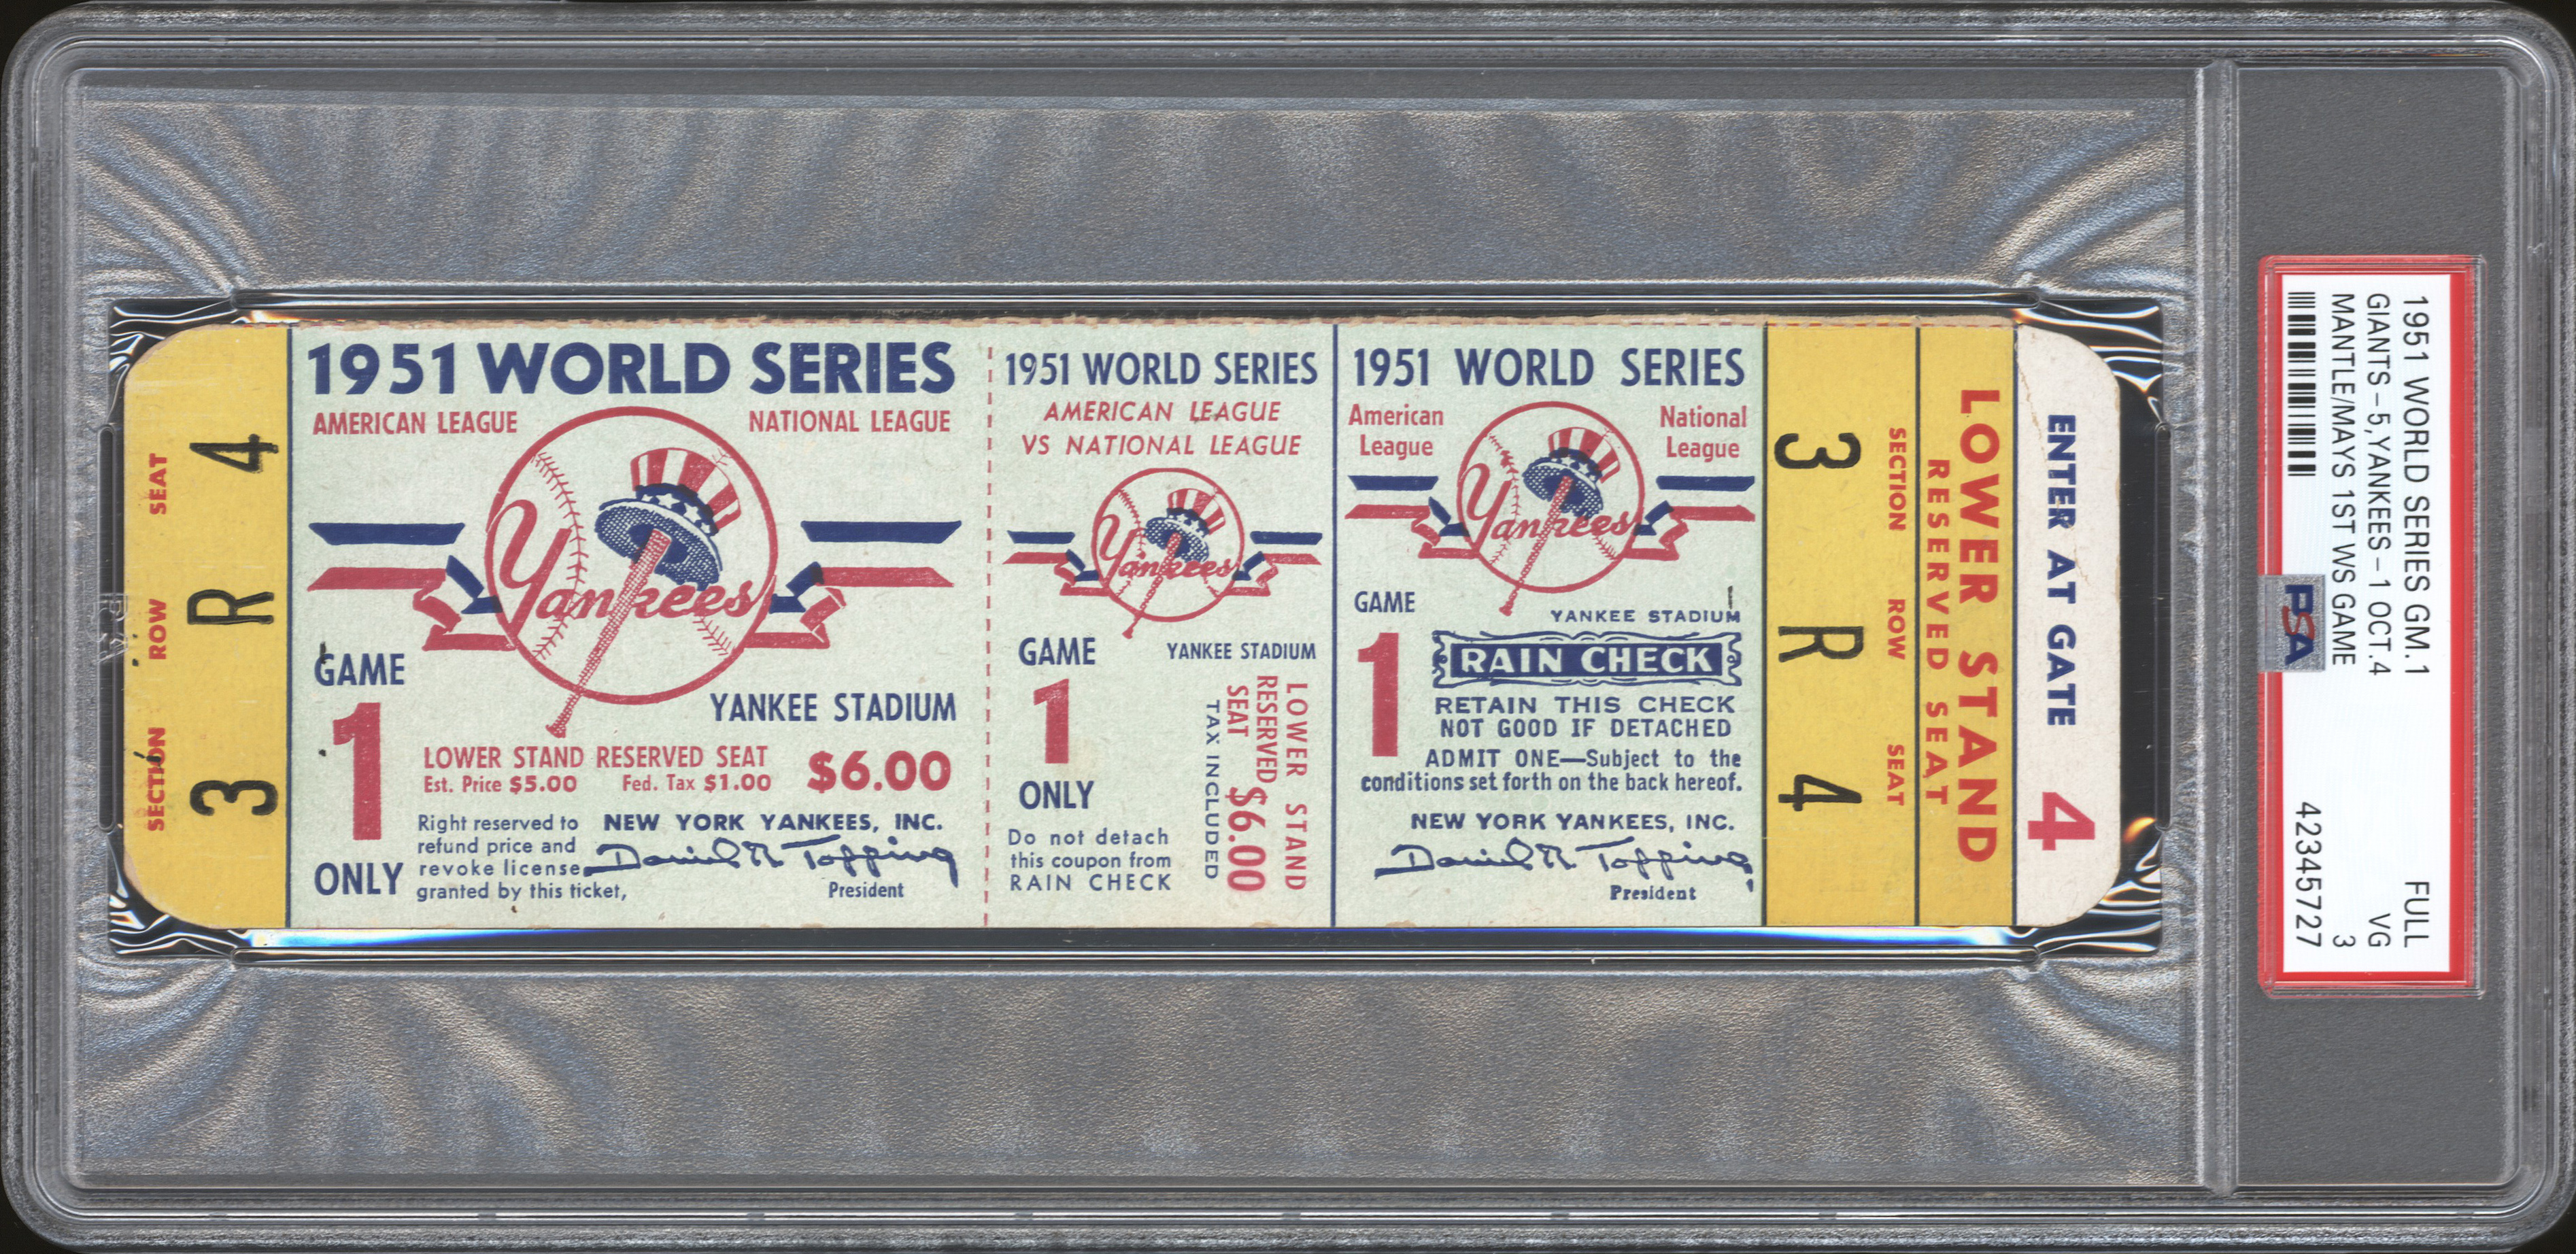 SEAT ROW SECTION
4 R 3
1951 WORLD SERIES
AMERICAN LEAGUE NATIONAL LEAGUE
Yankees
GAME
1
ONLY
YANKEE STADIUM
LOWER STAND RESERVED SEAT
Est. Price $5.00 Fed. Tax $1.00
$6.00
Right reserved to
refund price and
revoke license
granted by this ticket,
NEW YORK YANKEES, INC.
Daniel R Topping
President
1951 WORLD SERIES
AMERICAN LEAGUE
VS NATIONAL LEAGUE
Yankees
GAME
1
ONLY
YANKEE STADIUM
LOWER STAND
RESERVED
SEAT $6.00
TAX INCLUDED
Do not detach
this coupon from
RAIN CHECK
1951 WORLD SERIES
American
League
National
League
Yankees
GAME
1
YANKEE STADIUM
RAIN CHECK
RETAIN THIS CHECK
NOT GOOD IF DETACHED
ADMIT ONE—Subject to the
conditions set forth on the back hereof.
NEW YORK YANKEES, INC.
Daniel R Topping
President
3 R 4
SECTION ROW SEAT
LOWER STAND
RESERVED SEAT
ENTER AT GATE 4
1951 WORLD SERIES GM.1 FULL
GIANTS-5,YANKEES-1 OCT.4 VG
MANTLE/MAYS 1ST WS GAME 3
42345727
PSA